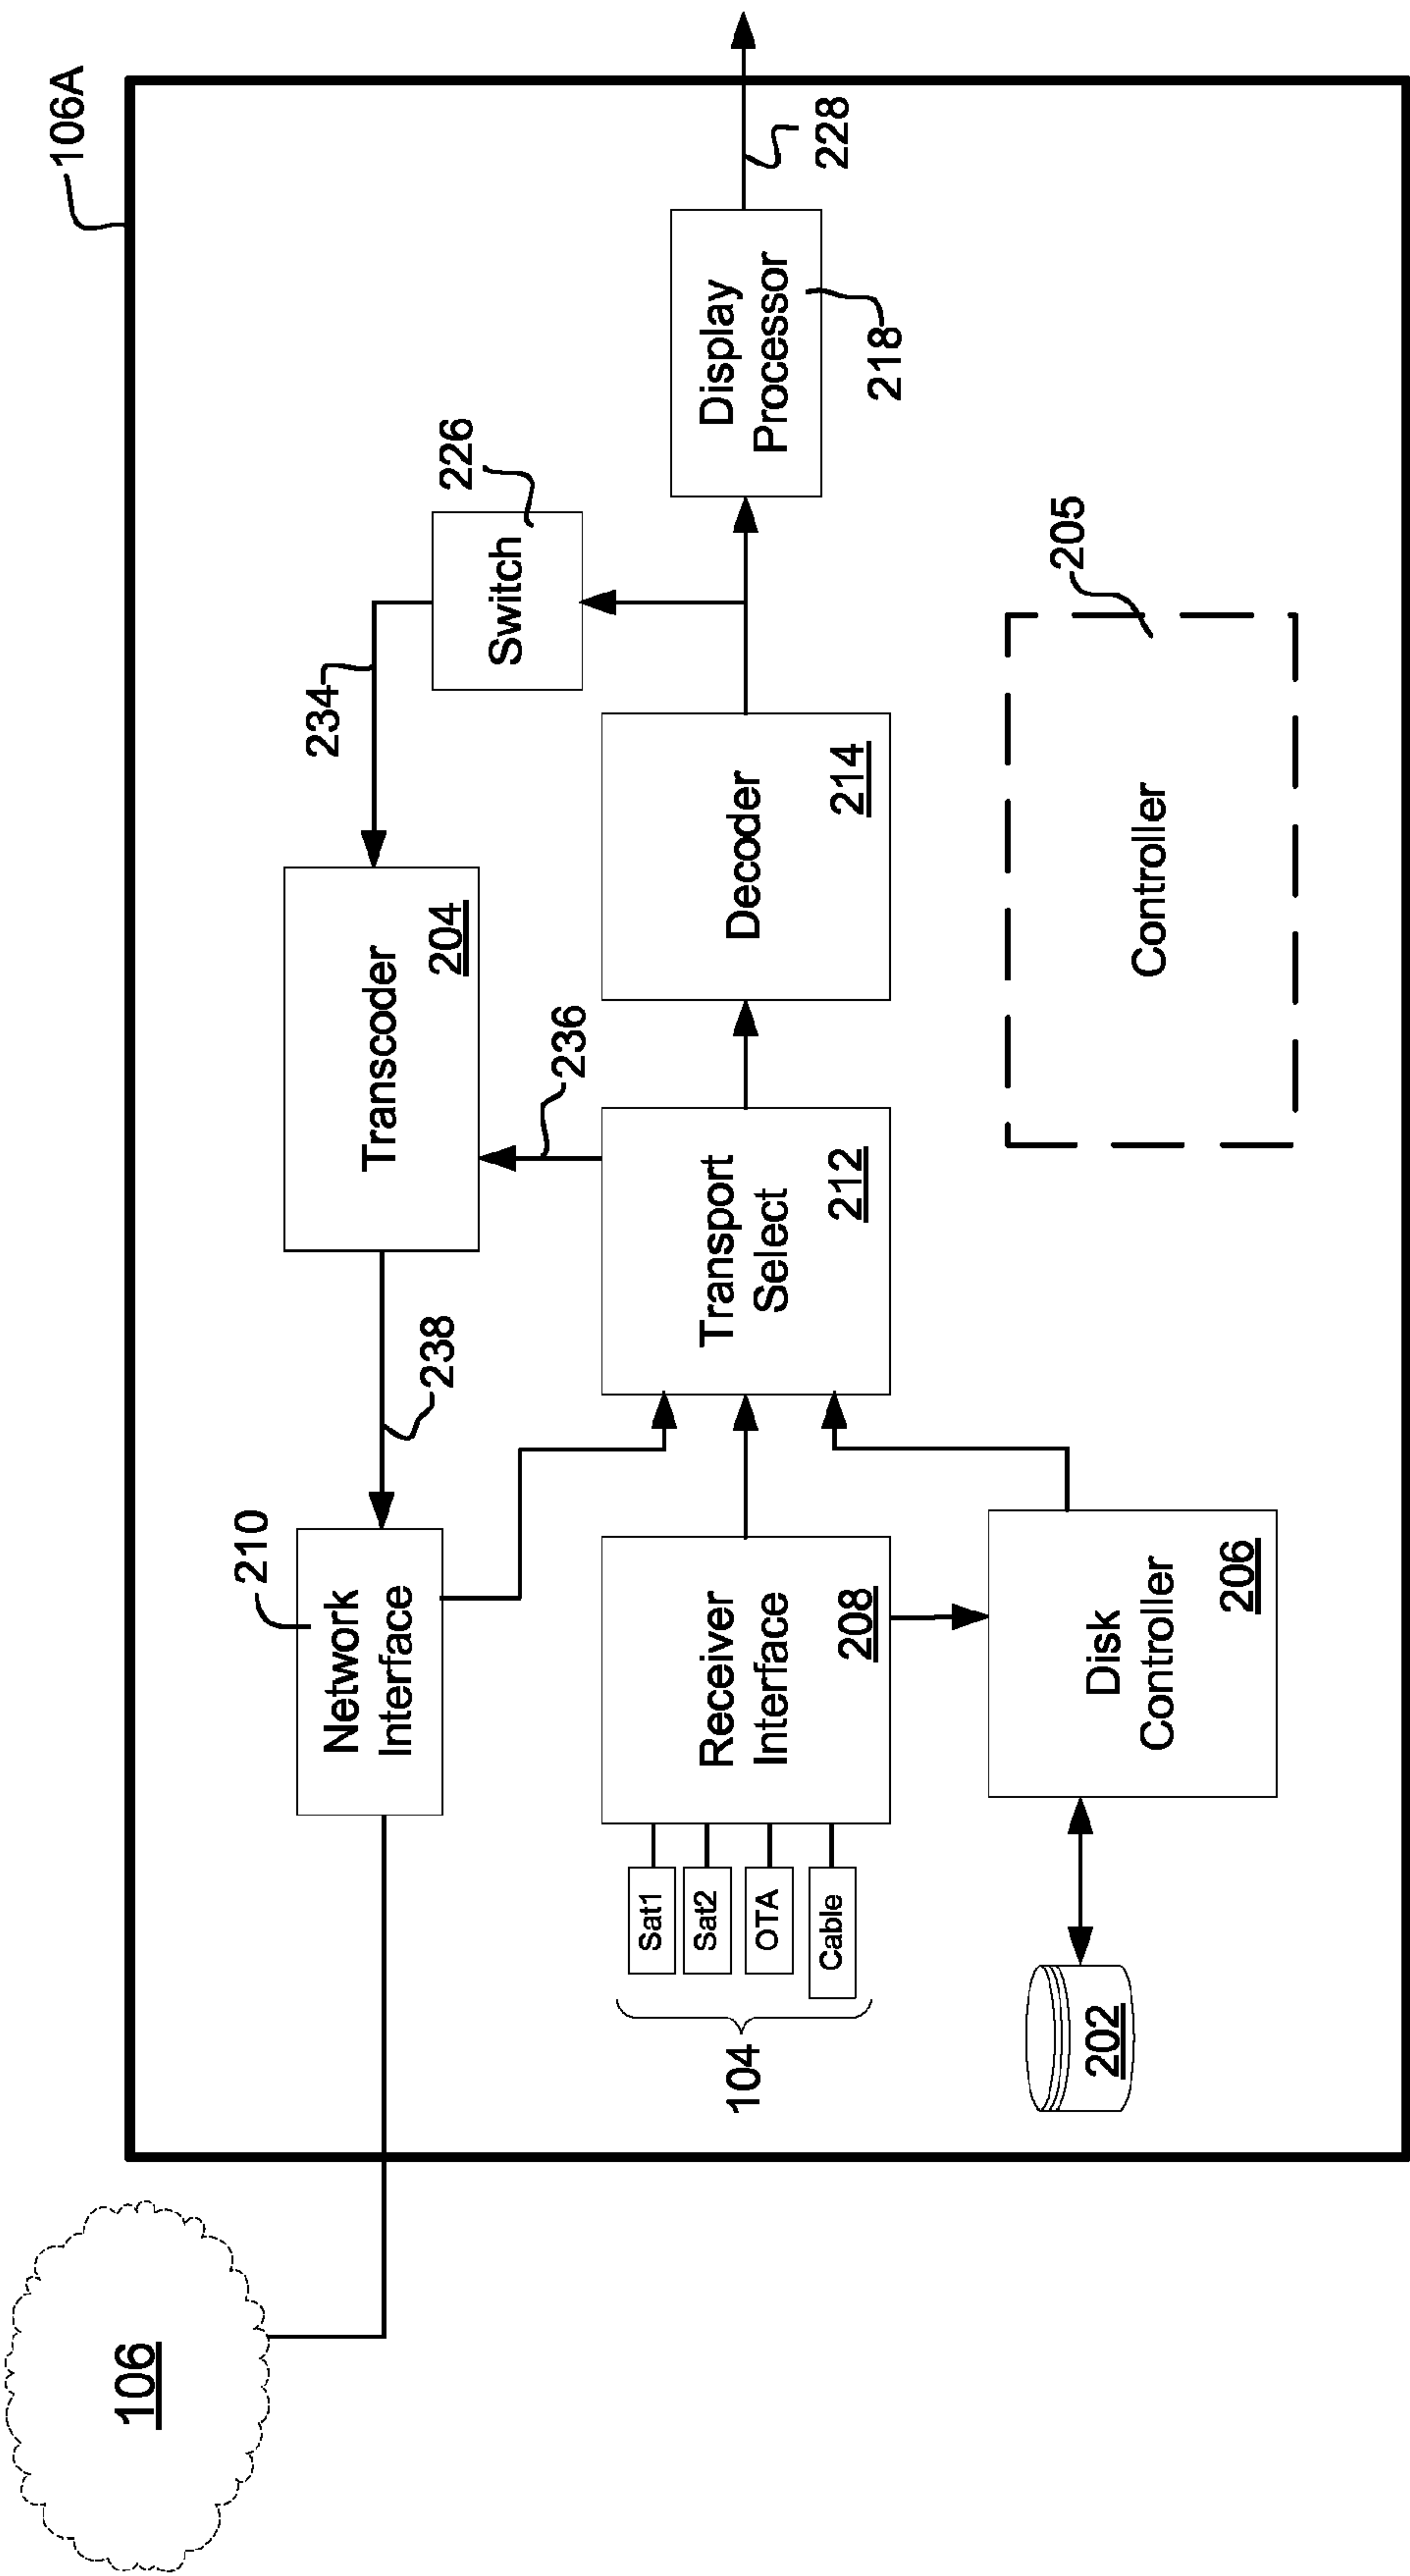 106A
106
210
Network
Interface
238
Transcoder
204
234
Switch
226
236
104
Sat1
Sat2
OTA
Cable
Receiver
Interface
208
Transport
Select
212
Decoder
214
Display
Processor
218
228
202
Disk
Controller
206
Controller
205